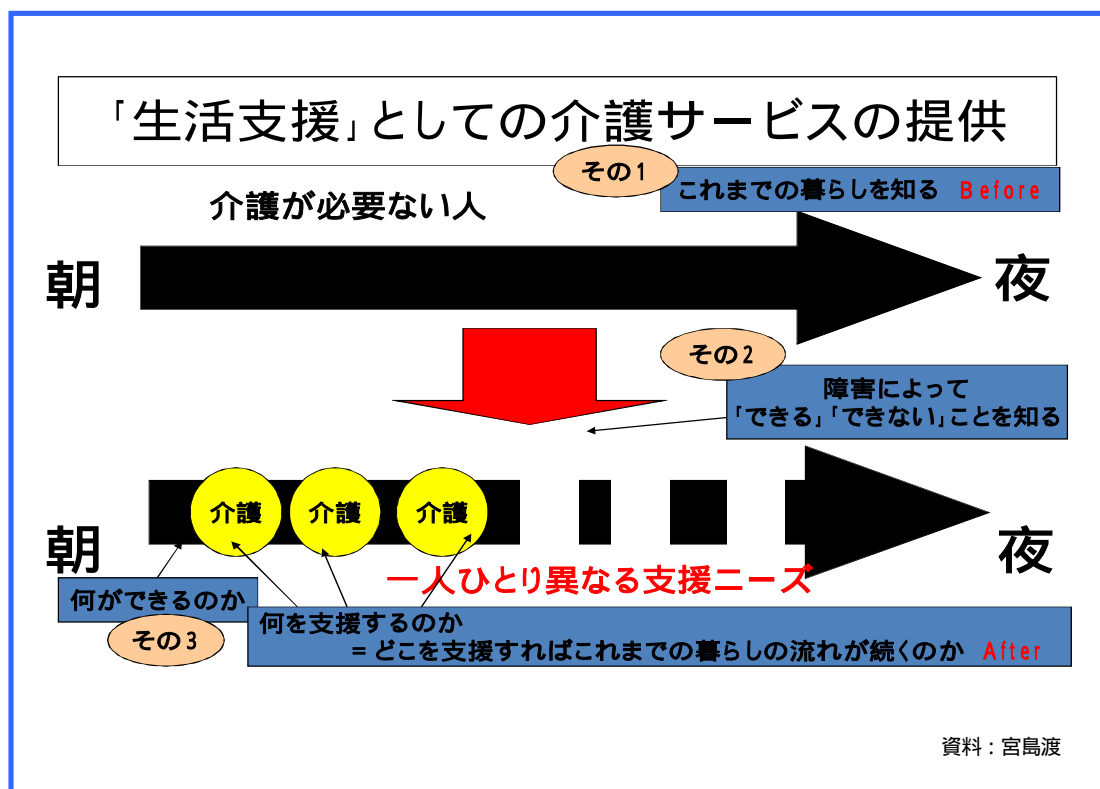 「生活支援」としての介護サービスの提供
その1
これまでの暮らしを知る Before
介護が必要ない人
朝
夜
その2
障害によって
「できる」「できない」ことを知る
介護
介護
介護
朝
夜
一人ひとり異なる支援ニーズ
何ができるのか
その3
何を支援するのか
= どこを支援すればこれまでの暮らしの流れが続くのか After
資料：宮島渡